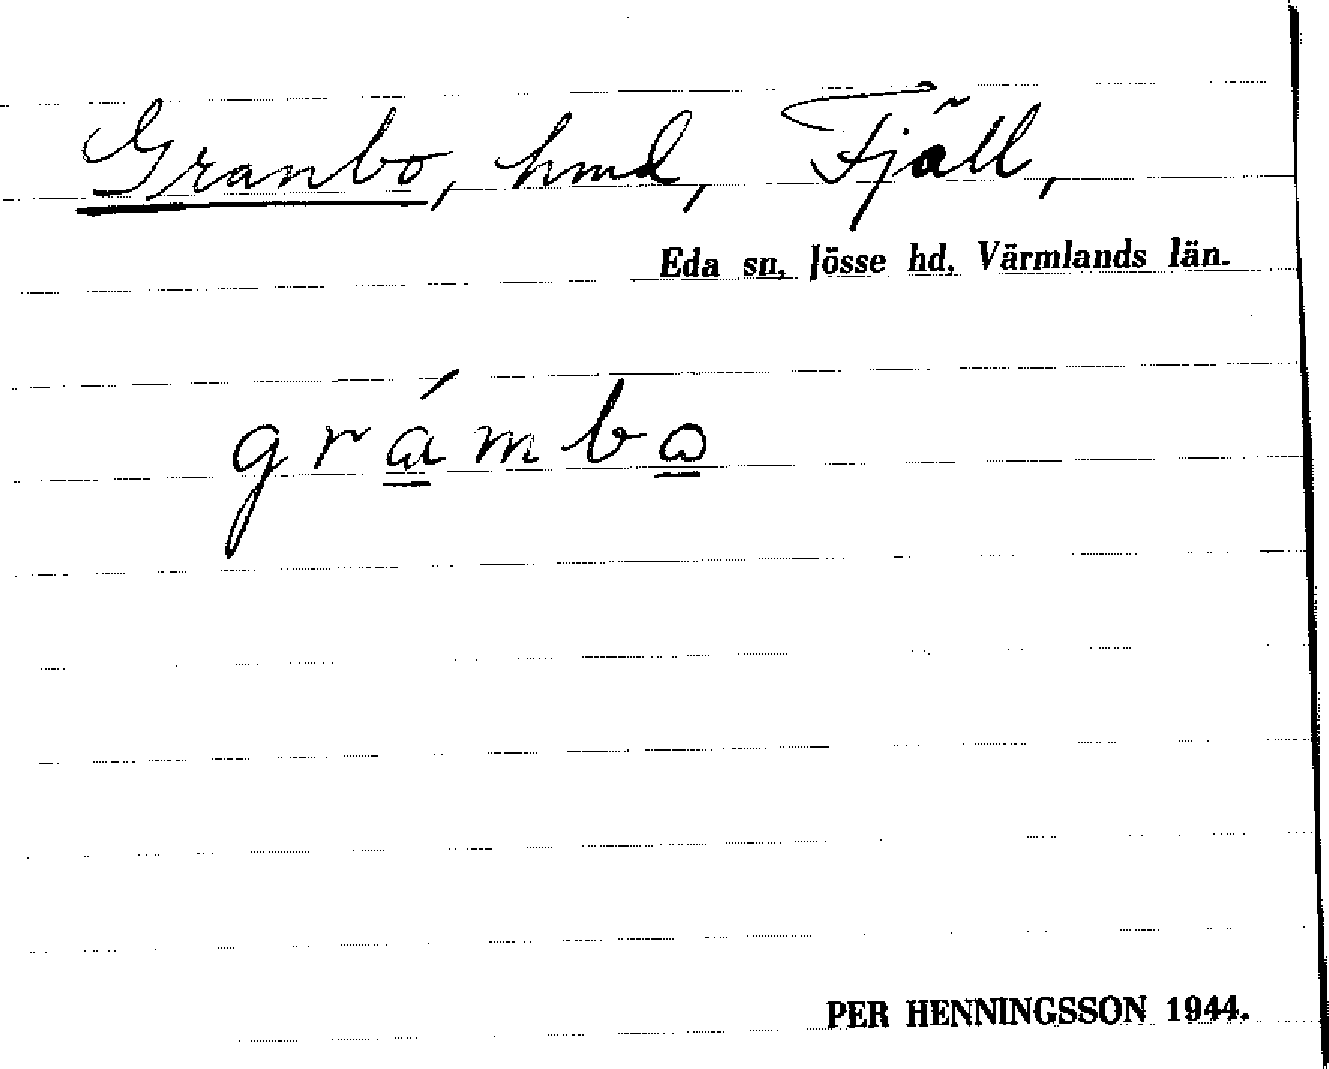 Granbo, hmd, Fjäll,
Eda sn, Jösse hd. Värmlands län.
grámbo
PER HENNINGSSON 1944.